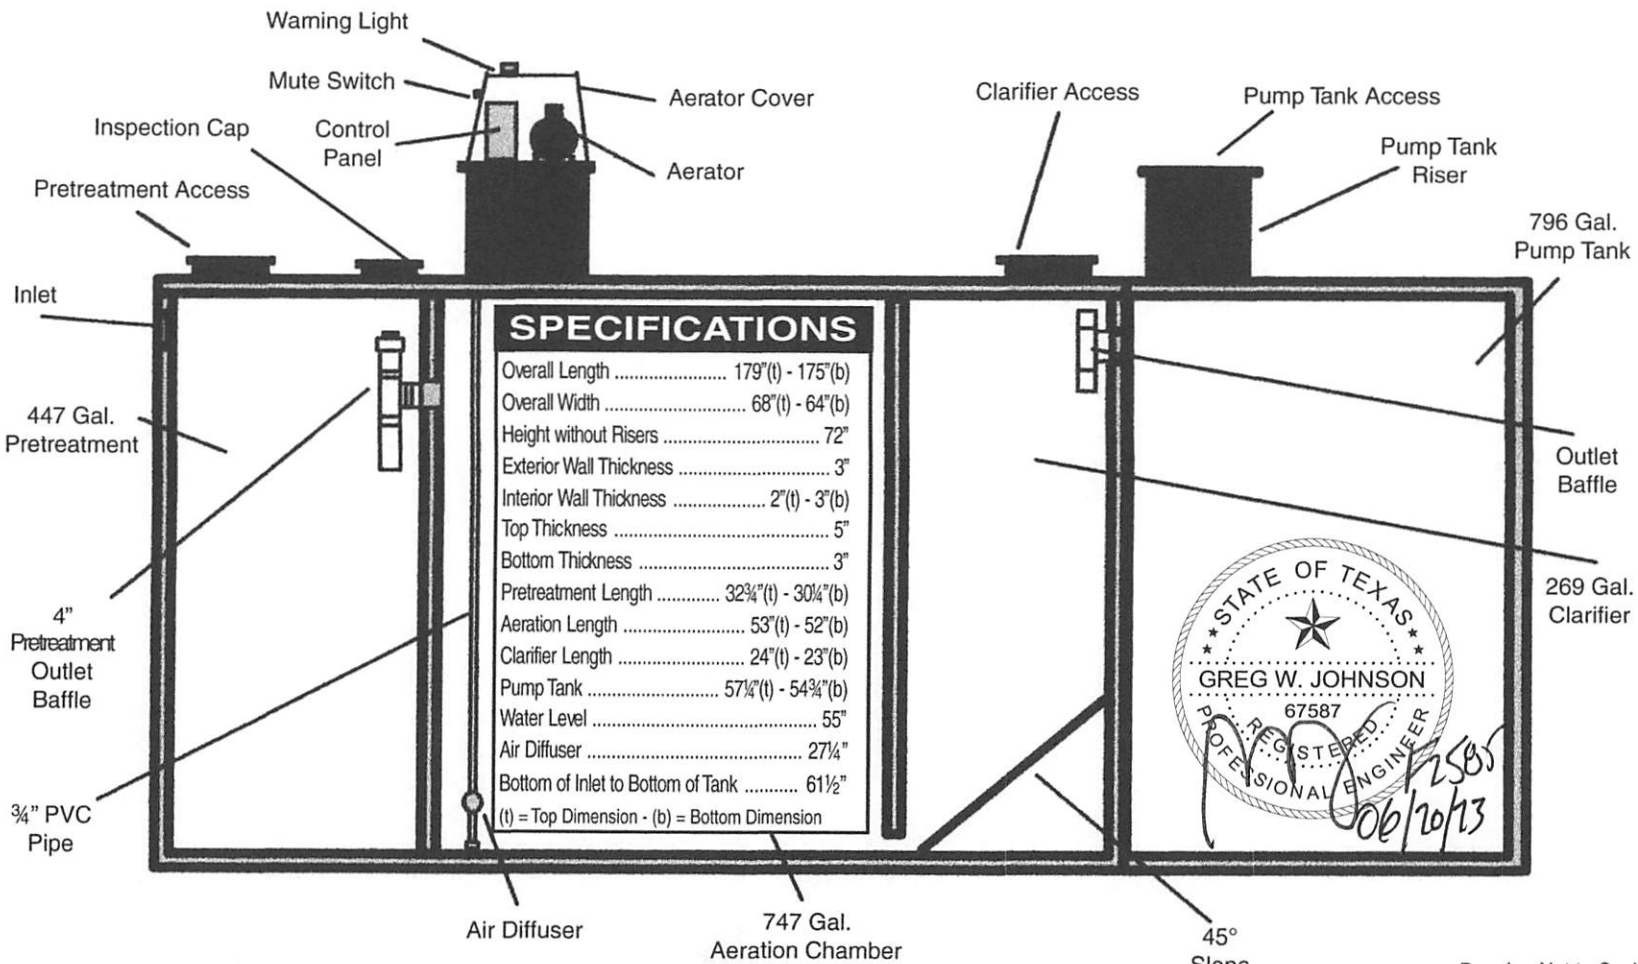 Warning Light
Mute Switch
Inspection Cap
Control
Panel
Pretreatment Access
Aerator Cover
Aerator
Clarifier Access
Pump Tank Access
Pump Tank
Riser
796 Gal.
Pump Tank
Inlet
447 Gal.
Pretreatment
4"
Pretreatment
Outlet
Baffle
¾" PVC
Pipe
SPECIFICATIONS
Overall Length ...................... 179"(t) - 175"(b)
Overall Width ........................... 68"(t) - 64"(b)
Height without Risers .............................. 72"
Exterior Wall Thickness ............................. 3"
Interior Wall Thickness .................. 2"(t) - 3"(b)
Top Thickness .......................................... 5"
Bottom Thickness ..................................... 3"
Pretreatment Length ............ 32¾"(t) - 30¼"(b)
Aeration Length ........................ 53"(t) - 52"(b)
Clarifier Length ......................... 24"(t) - 23"(b)
Pump Tank .......................... 57¼"(t) - 54¾"(b)
Water Level ........................................... 55"
Air Diffuser .......................................... 27¼"
Bottom of Inlet to Bottom of Tank ........... 61½"
(t) = Top Dimension - (b) = Bottom Dimension
Outlet
Baffle
269 Gal.
Clarifier
STATE OF TEXAS
GREG W. JOHNSON
67587
REGISTERED
PROFESSIONAL ENGINEER
06/20/23
Air Diffuser
747 Gal.
Aeration Chamber
45°
Slope